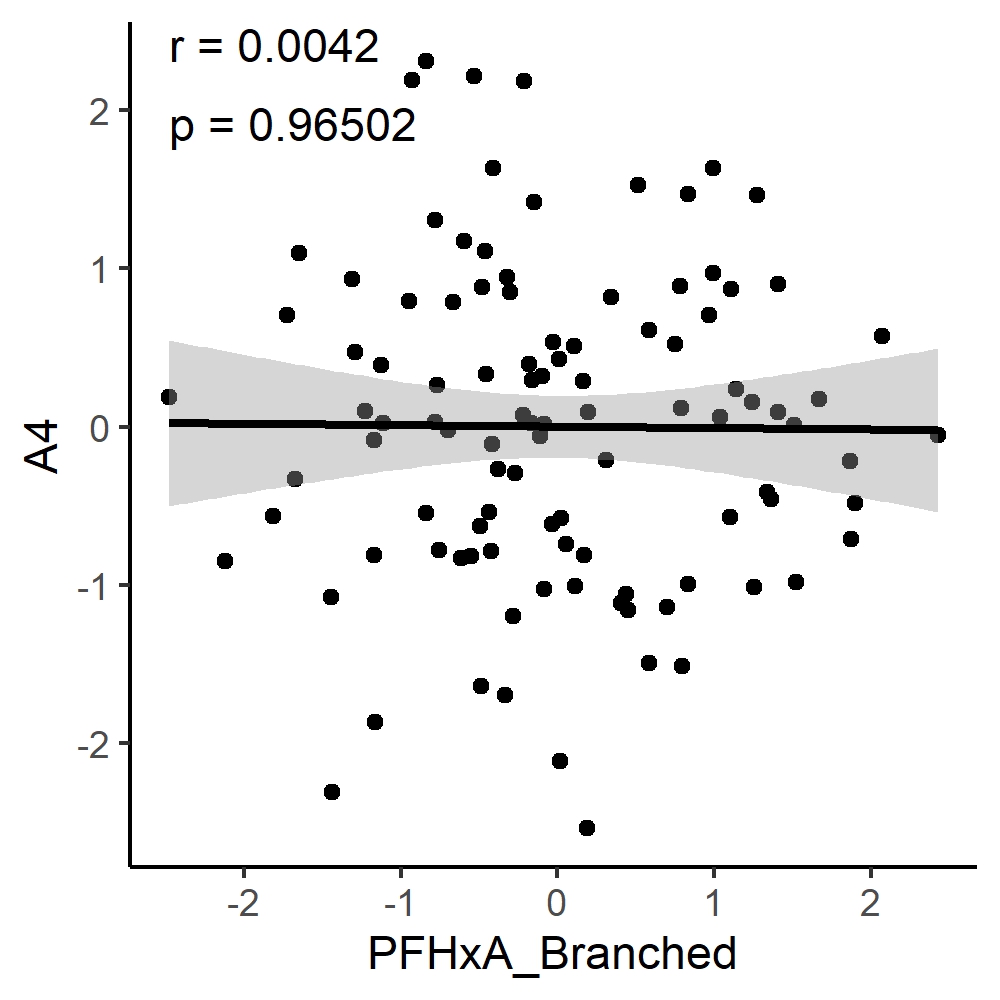 r = 0.0042
p = 0.96502
2
1
0
-1
-2
A4
-2 -1 0 1 2
PFHxA_Branched